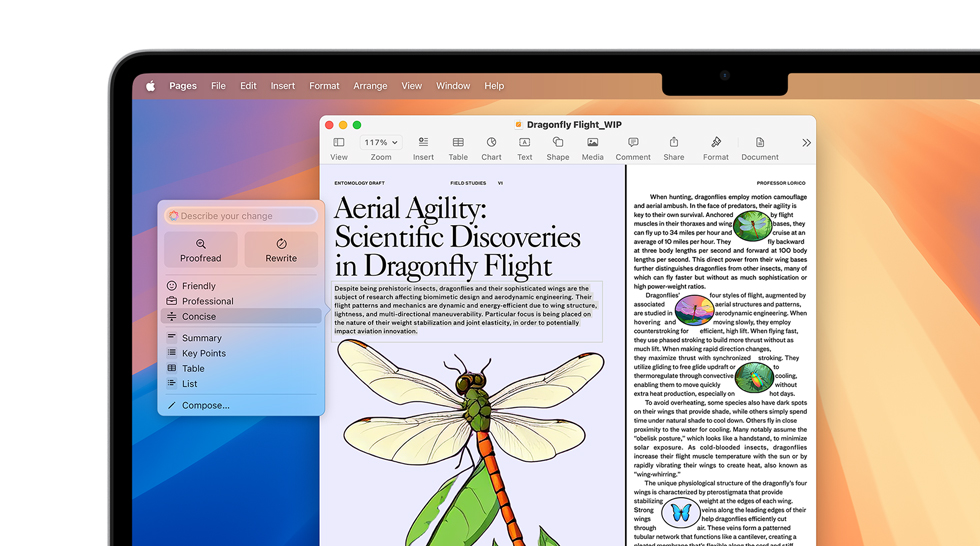 Pages File Edit Insert Format Arrange View Window Help
Dragonfly Flight_WIP
117%
View Zoom Insert Table Chart Text Shape Media Comment Share Format Document
Describe your change
Proofread Rewrite
Friendly
Professional
Concise
Summary
Key Points
Table
List
Compose...
ENTOMOLOGY DRAFT FIELD STUDIES VI
Aerial Agility:
Scientific Discoveries
in Dragonfly Flight
Despite being prehistoric insects, dragonflies and their sophisticated wings are the
subject of research affecting biomimetic design and aerodynamic engineering. Their
flight patterns and mechanics are dynamic and energy-efficient due to wing structure,
lightness, and multi-directional maneuverability. Particular focus is being placed on
the nature of their weight stabilization and joint elasticity, in order to potentially
impact aviation innovation.
PROFESSOR LORICO
When hunting, dragonflies employ motion camouflage
and aerial ambush. In the face of predators, their agility is
key to their own survival. Anchored by flight
muscles in their thoraxes and wing bases, they
can fly up to 34 miles per hour and cruise at an
average of 10 miles per hour. They fly backward
at three body lengths per second and forward at 100 body
lengths per second. This direct power from their wing bases
further distinguishes dragonflies from other insects, many of
which can fly faster but without as much sophistication or
high power-weight ratios.
Dragonflies' four styles of flight, augmented by
associated aerial structures and patterns,
are studied in aerodynamic engineering. When
hovering and moving slowly, they employ
counterstroking for efficient, high lift. When flying fast,
they use phased stroking to build more thrust without as
much lift. When making rapid direction changes,
they maximize thrust with synchronized stroking. They
utilize gliding to free glide updraft or to
thermoregulate through convective cooling,
enabling them to move quickly without
extra heat production, especially on hot days.
To avoid overheating, some species also have dark spots
on their wings that provide shade, while others simply spend
time under natural shade to cool down. Others fly in close
proximity to the water for cooling. Many notably assume the
"obelisk posture," which looks like a handstand, to minimize
solar exposure. As cold-blooded insects, dragonflies
increase their flight muscle temperature with the sun or by
rapidly vibrating their wings to create heat, also known as
"wing-whirring."
The unique physiological structure of the dragonfly's four
wings is characterized by pterostigmata that provide
stabilizing weight at the edges of each wing.
Strong veins along the leading edges of their
wings help dragonflies efficiently cut
through air. These veins form a patterned
tubular network that functions like a cantilever, creating a
pleated membrane that's flexible along the cord and stiff